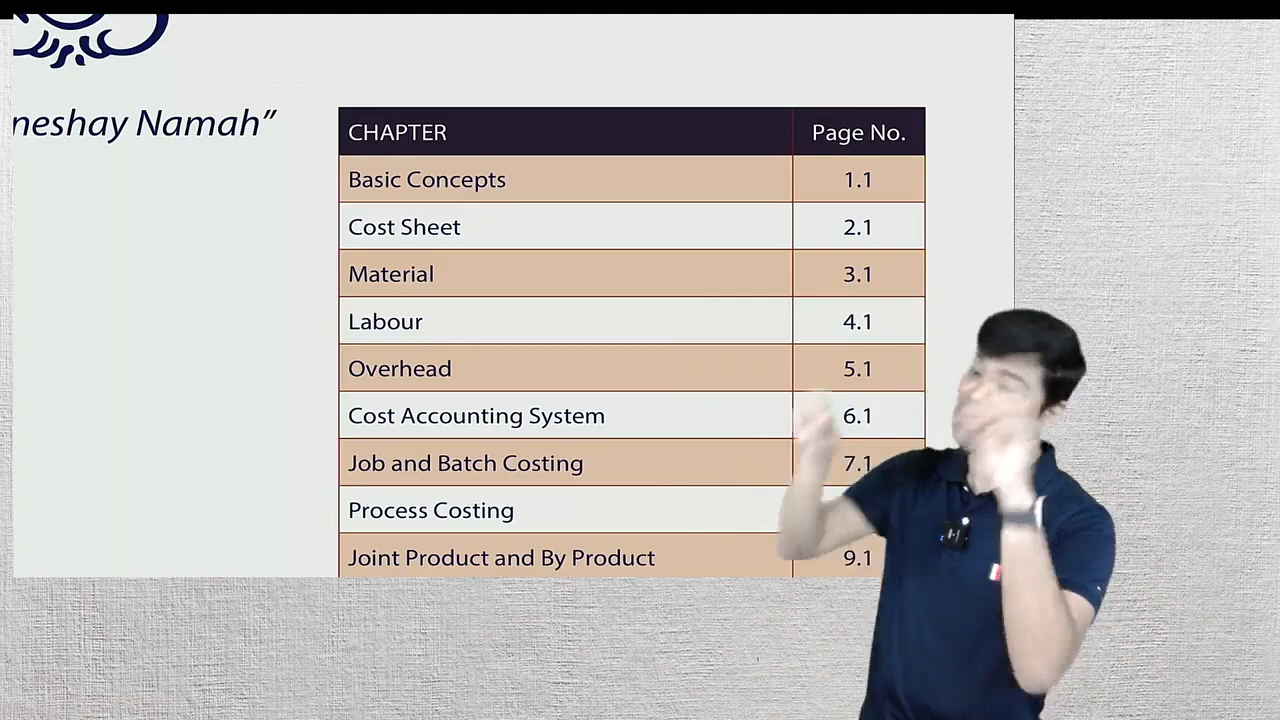 neshay Namah”
CHAPTER Page No.
Basic Concepts 1.1
Cost Sheet 2.1
Material 3.1
Labour 4.1
Overhead 5.1
Cost Accounting System 6.1
Job and Batch Costing 7.1
Process Costing
Joint Product and By Product 9.1